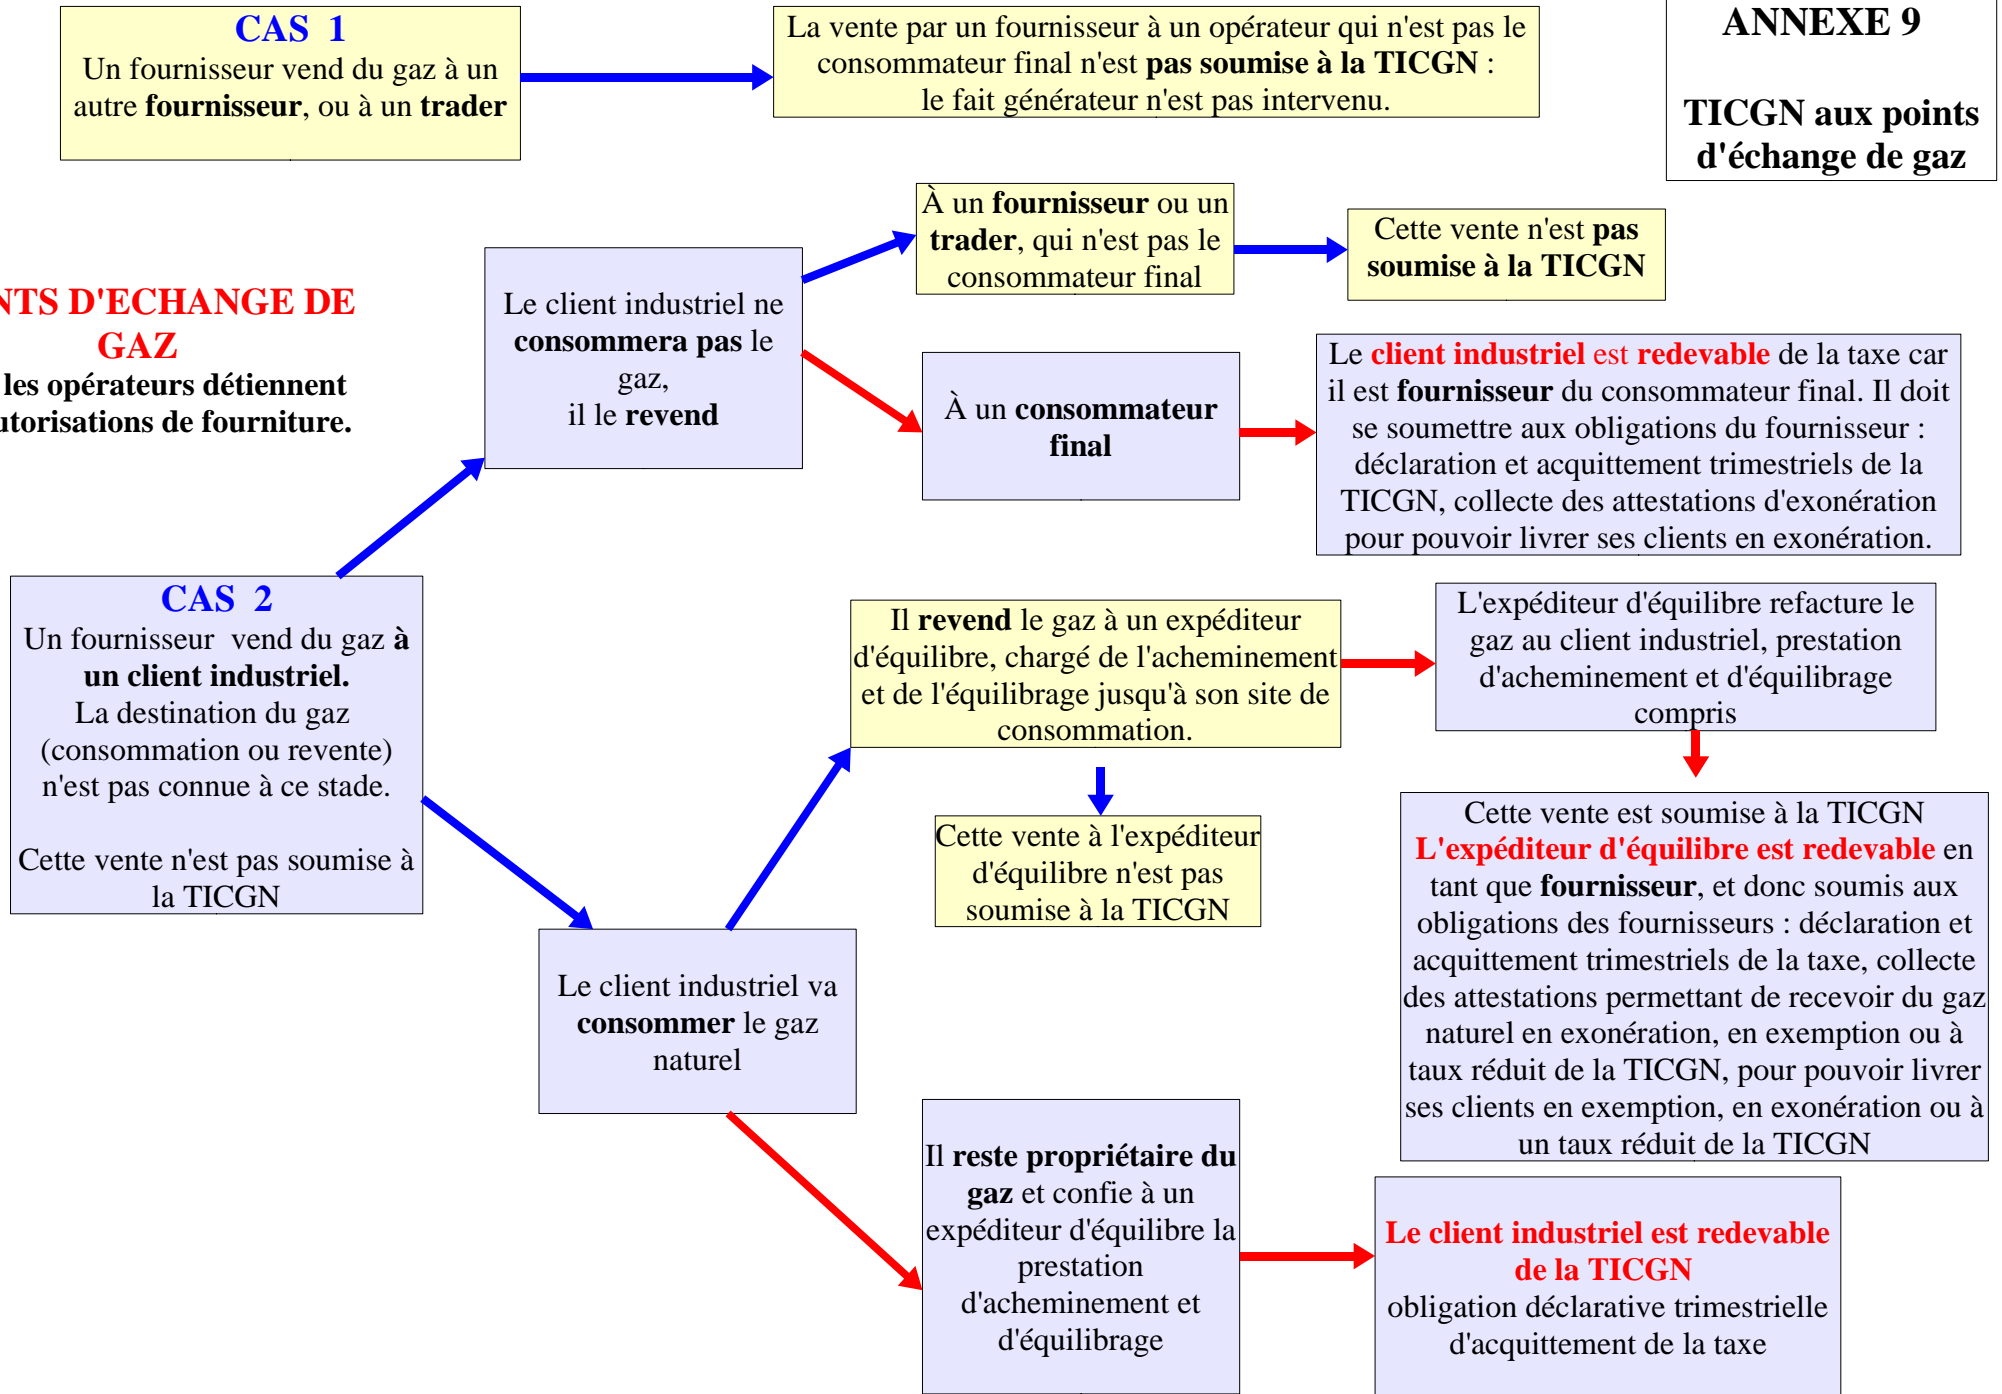 CAS 1
Un fournisseur vend du gaz à un
autre fournisseur, ou à un trader
La vente par un fournisseur à un opérateur qui n'est pas le
consommateur final n'est pas soumise à la TICGN :
le fait générateur n'est pas intervenu.
ANNEXE 9
TICGN aux points
d'échange de gaz
D'ECHANGE DE
GAZ
les opérateurs détiennent
de fourniture.
Le client industriel ne
consommera pas le
gaz,
il le revend
À un fournisseur ou un
trader, qui n'est pas le
consommateur final
Cette vente n'est pas
soumise à la TICGN
À un consommateur
final
Le client industriel est redevable de la taxe car
il est fournisseur du consommateur final. Il doit
se soumettre aux obligations du fournisseur :
déclaration et acquittement trimestriels de la
TICGN, collecte des attestations d'exonération
pour pouvoir livrer ses clients en exonération.
CAS 2
Un fournisseur vend du gaz à
un client industriel.
La destination du gaz
(consommation ou revente)
n'est pas connue à ce stade.
Cette vente n'est pas soumise à
la TICGN
Il revend le gaz à un expéditeur
d'équilibre, chargé de l'acheminement
et de l'équilibrage jusqu'à son site de
consommation.
L'expéditeur d'équilibre refacture le
gaz au client industriel, prestation
d'acheminement et d'équilibrage
compris
Cette vente à l'expéditeur
d'équilibre n'est pas
soumise à la TICGN
Cette vente est soumise à la TICGN
L'expéditeur d'équilibre est redevable en
tant que fournisseur, et donc soumis aux
obligations des fournisseurs : déclaration et
acquittement trimestriels de la taxe, collecte
des attestations permettant de recevoir du gaz
naturel en exonération, en exemption ou à
taux réduit de la TICGN, pour pouvoir livrer
ses clients en exemption, en exonération ou à
un taux réduit de la TICGN
Le client industriel va
consommer le gaz
naturel
Il reste propriétaire du
gaz et confie à un
expéditeur d'équilibre la
prestation
d'acheminement et
d'équilibrage
Le client industriel est redevable
de la TICGN
obligation déclarative trimestrielle
d'acquittement de la taxe